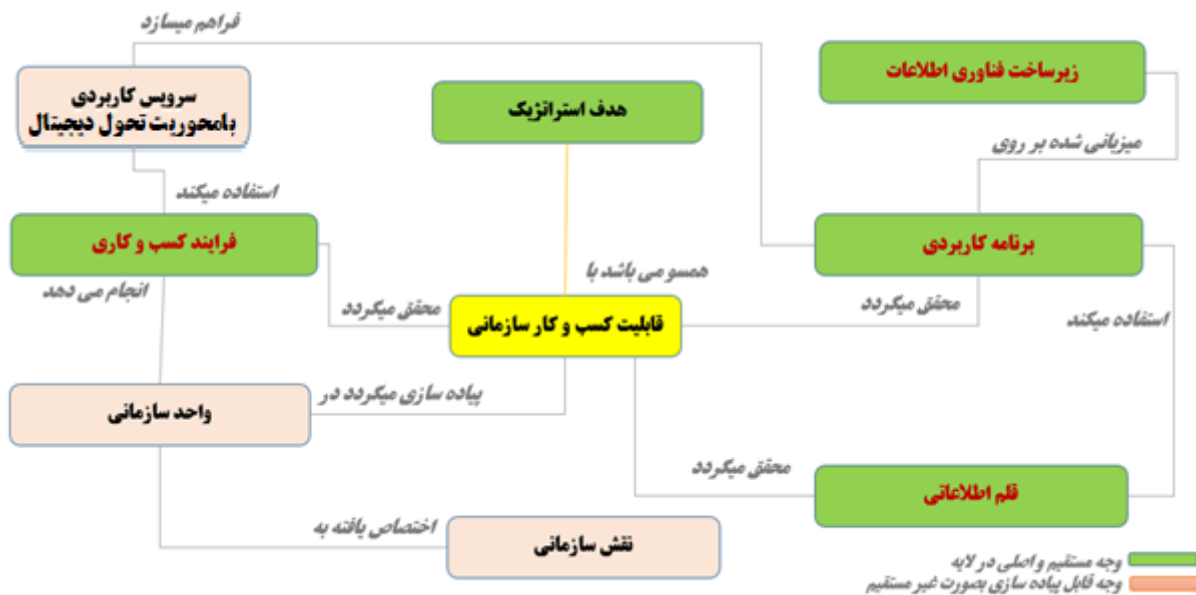 فراهم میسازد
زیرساخت فناوری اطلاعات
سرویس کاربردی
بامحوریت تحول دیجیتال
هدف استراتژیک
میزبانی شده بر روی
استفاده میکند
فرایند کسب و کاری
برنامه کاربردی
همسو می باشد با
انجام می دهد
محقق میگردد
قابلیت کسب و کار سازمانی
محقق میگردد
استفاده میکند
پیاده سازی میگردد در
واحد سازمانی
محقق میگردد
قلم اطلاعاتی
اختصاص یافته به
نقش سازمانی
وجه مستقیم و اصلی در لایه
وجه قابل پیاده سازی بصورت غیر مستقیم